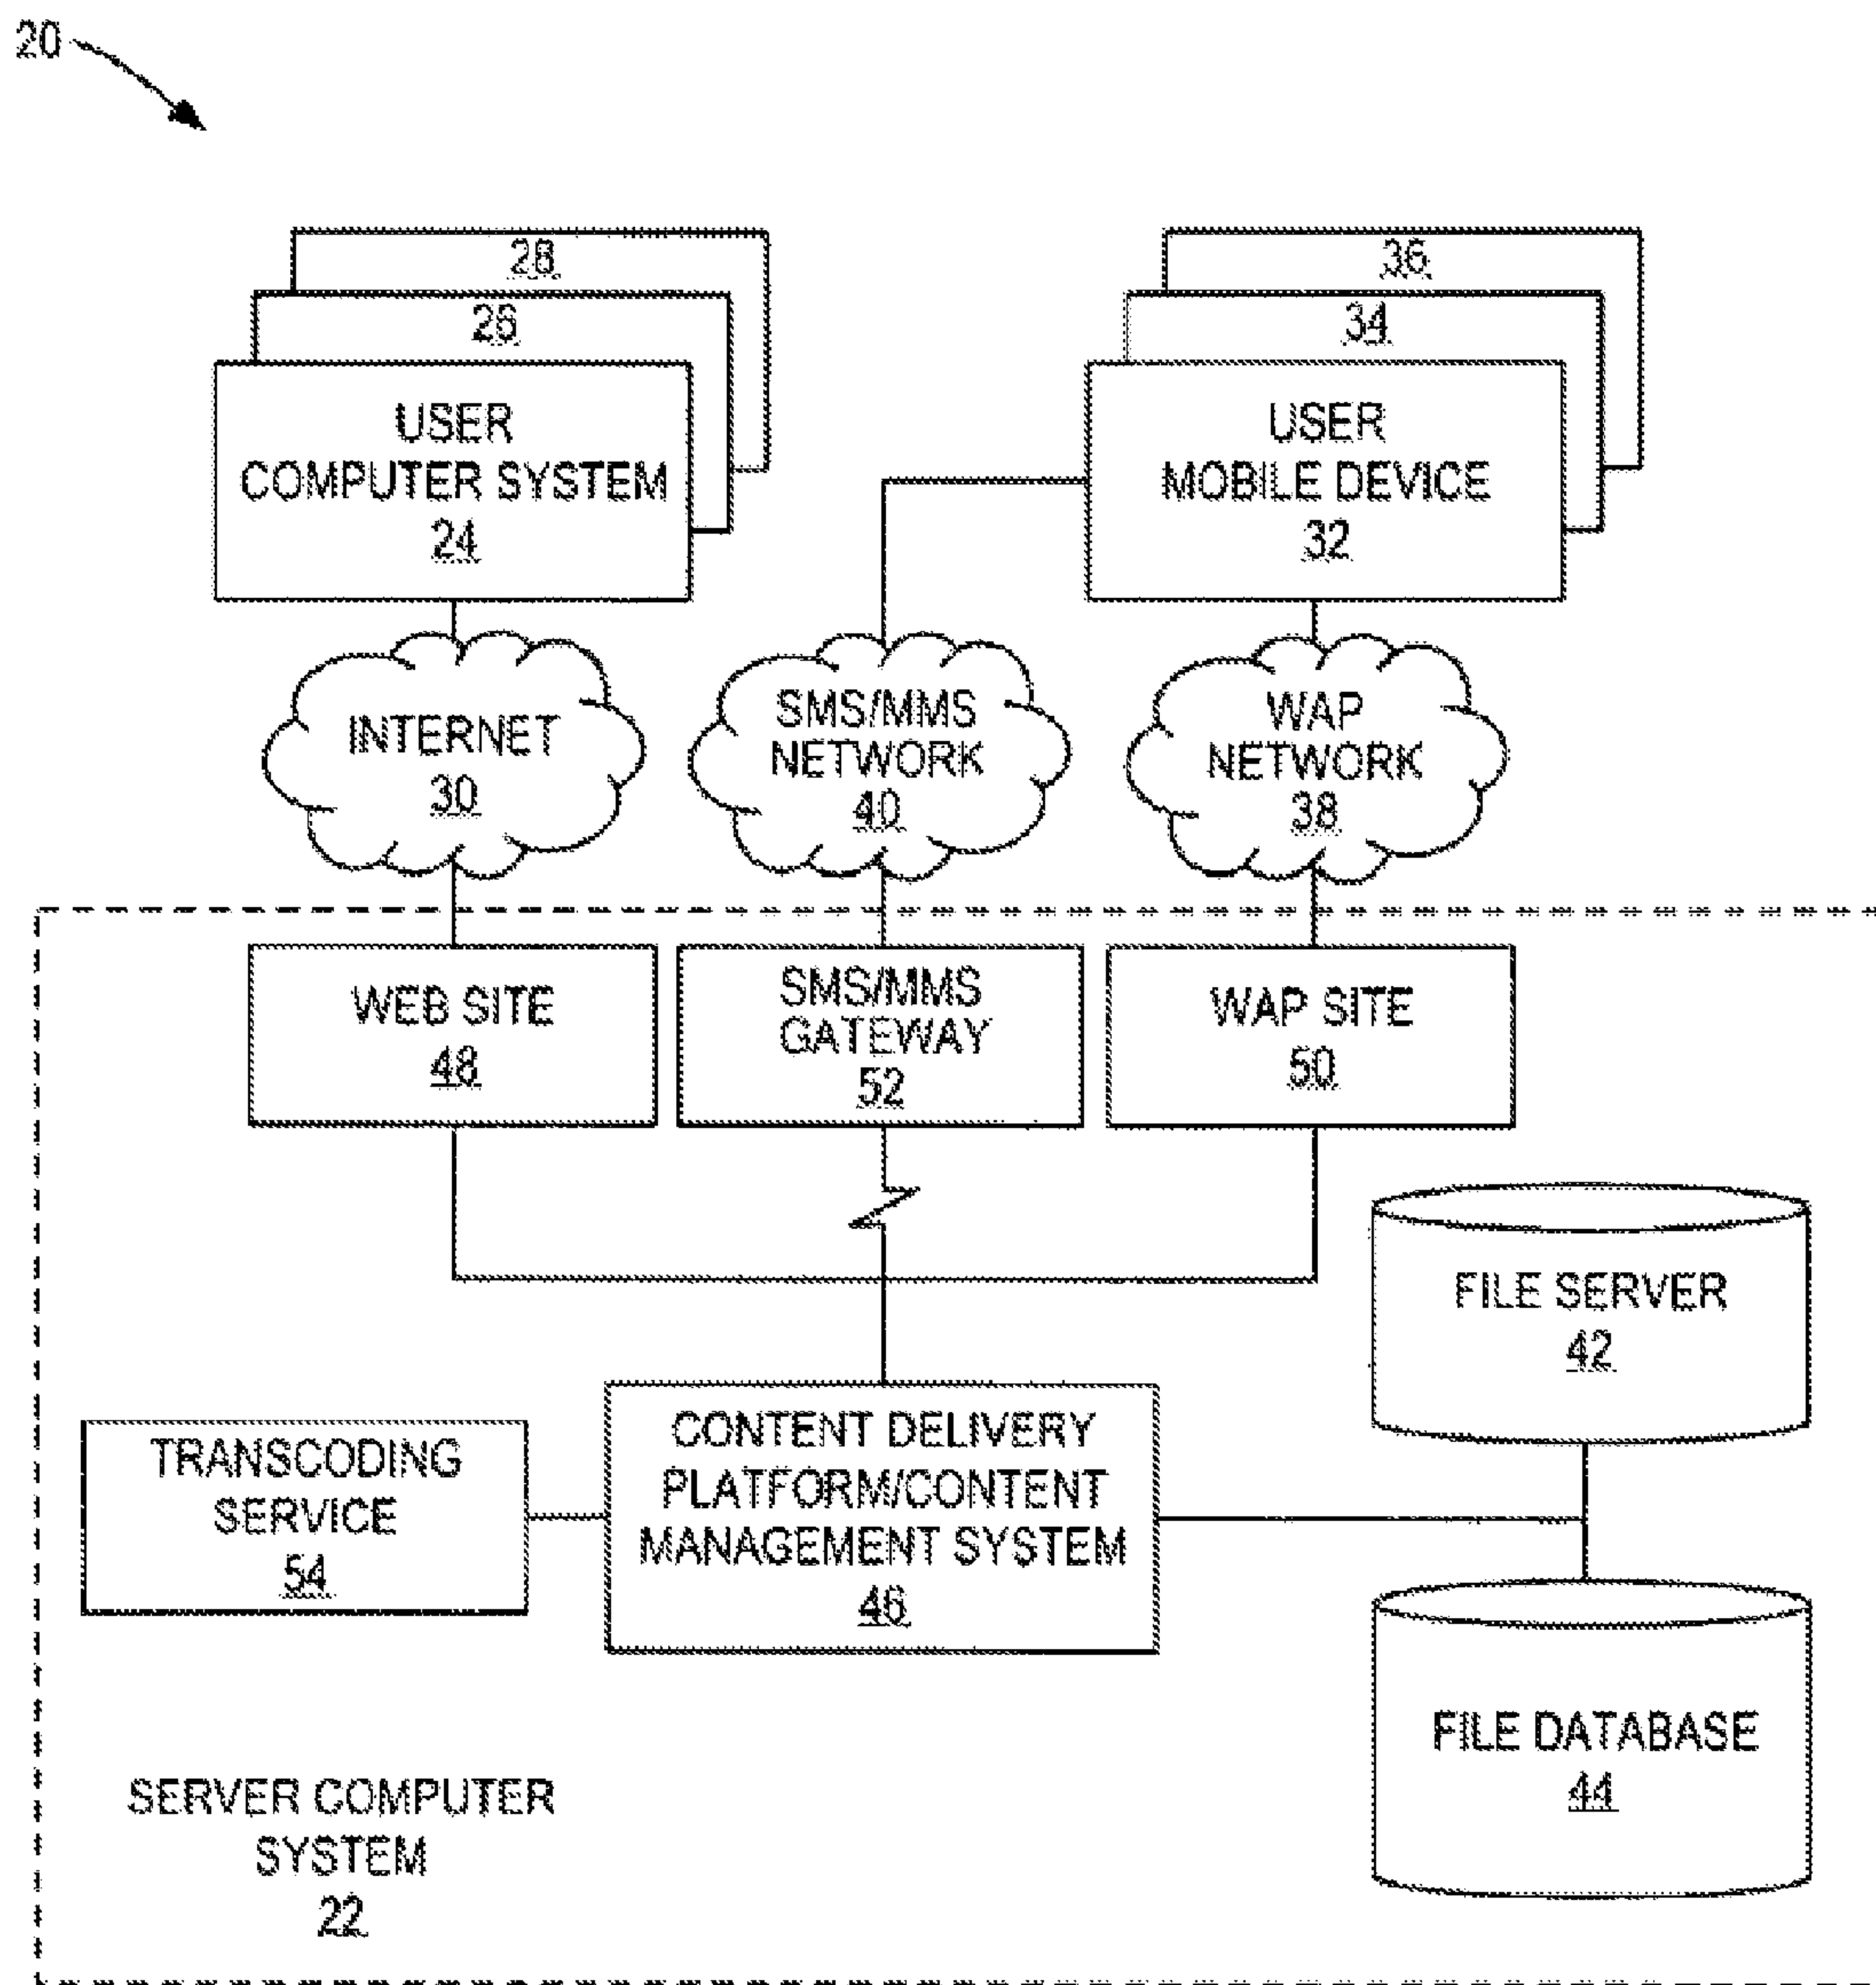 20
28
26
USER
COMPUTER SYSTEM
24
36
34
USER
MOBILE DEVICE
32
INTERNET
30
SMS/MMS
NETWORK
40
WAP
NETWORK
38
WEB SITE
48
SMS/MMS
GATEWAY
52
WAP SITE
50
FILE SERVER
42
TRANSCODING
SERVICE
54
CONTENT DELIVERY
PLATFORM/CONTENT
MANAGEMENT SYSTEM
46
FILE DATABASE
44
SERVER COMPUTER
SYSTEM
22